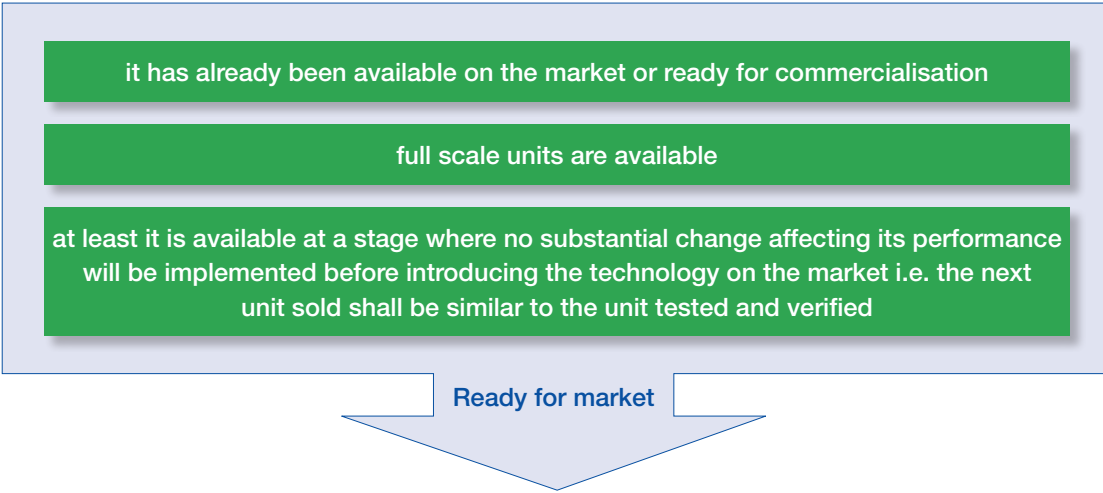 it has already been available on the market or ready for commercialisation
full scale units are available
at least it is available at a stage where no substantial change affecting its performance
will be implemented before introducing the technology on the market i.e. the next
unit sold shall be similar to the unit tested and verified
Ready for market